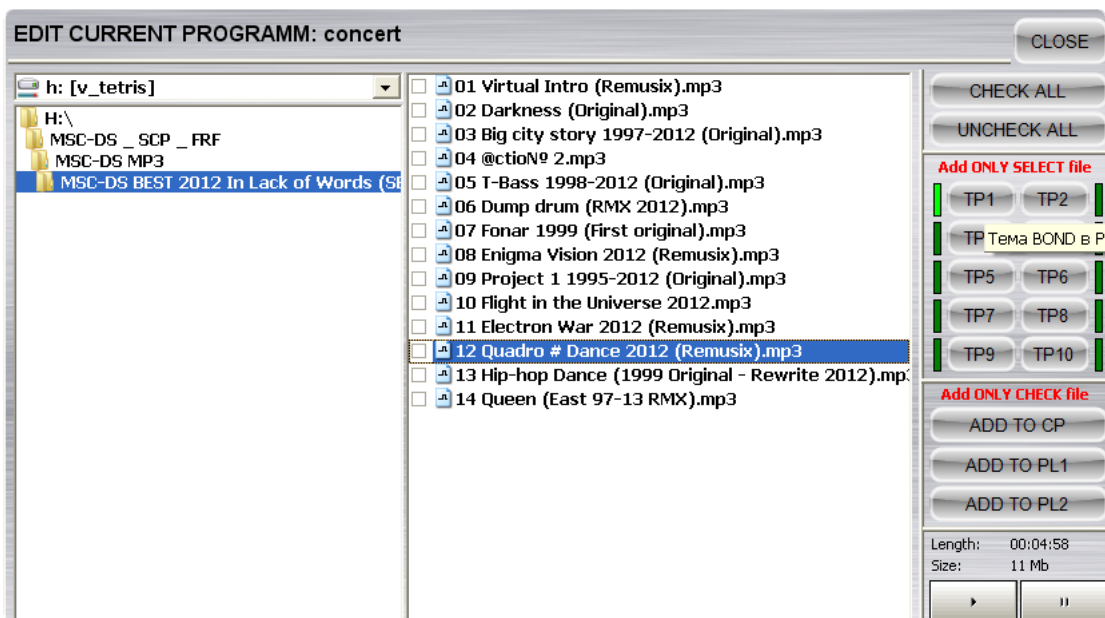 EDIT CURRENT PROGRAMM: concert
CLOSE
h: [v_tetris]
H:\
MSC-DS _ SCP _ FRF
MSC-DS MP3
MSC-DS BEST 2012 In Lack of Words (SE
01 Virtual Intro (Remusix).mp3
02 Darkness (Original).mp3
03 Big city story 1997-2012 (Original).mp3
04 @ctio№ 2.mp3
05 T-Bass 1998-2012 (Original).mp3
06 Dump drum (RMX 2012).mp3
07 Fonar 1999 (First original).mp3
08 Enigma Vision 2012 (Remusix).mp3
09 Project 1 1995-2012 (Original).mp3
10 Flight in the Universe 2012.mp3
11 Electron War 2012 (Remusix).mp3
12 Quadro # Dance 2012 (Remusix).mp3
13 Hip-hop Dance (1999 Original - Rewrite 2012).mp
14 Queen (East 97-13 RMX).mp3
CHECK ALL
UNCHECK ALL
Add ONLY SELECT file
TP1 TP2
TP Тема BOND в Р
TP5 TP6
TP7 TP8
TP9 TP10
Add ONLY CHECK file
ADD TO CP
ADD TO PL1
ADD TO PL2
Length: 00:04:58
Size: 11 Mb